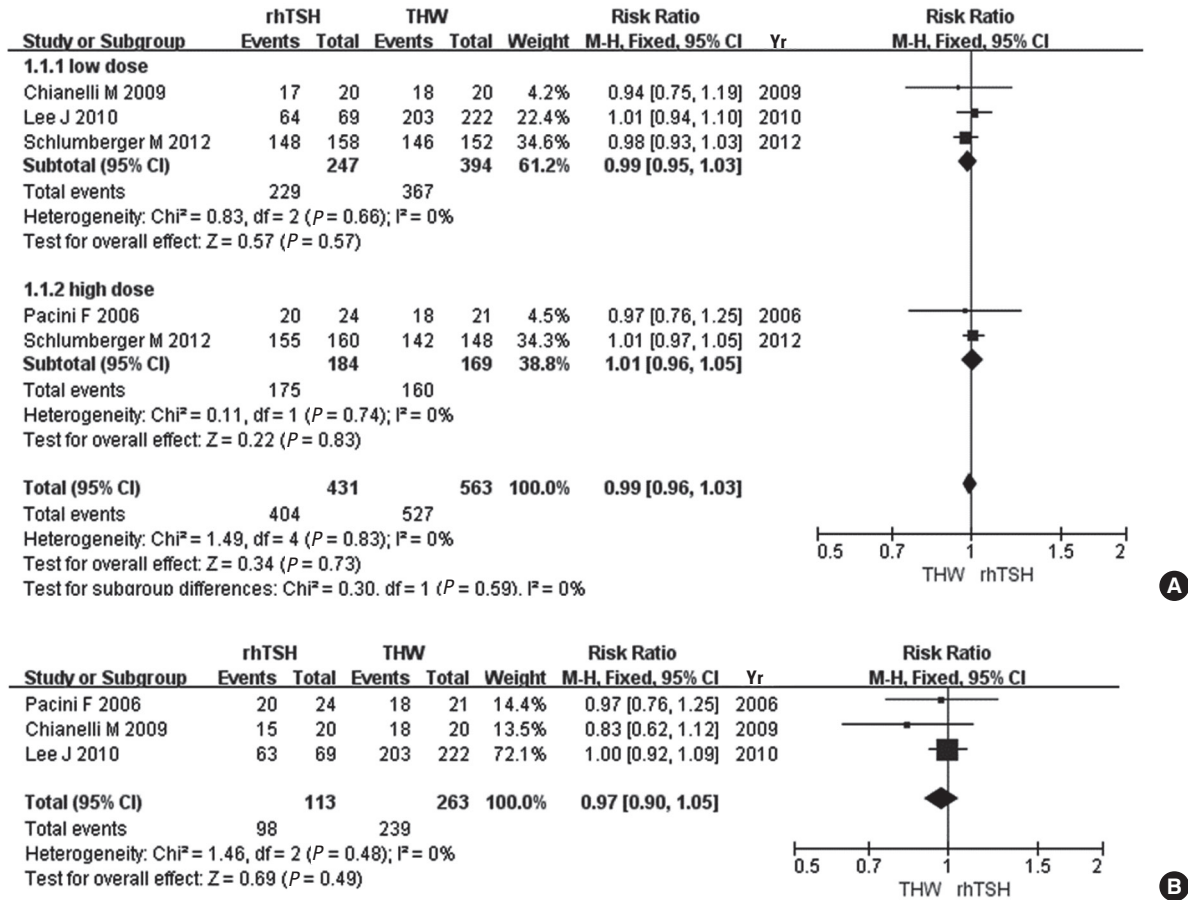 rhTSH THW Risk Ratio Risk Ratio
Study or Subgroup Events Total Events Total Weight M-H, Fixed, 95% CI Yr M-H, Fixed, 95% CI
1.1.1 low dose
Chianelli M 2009 17 20 18 20 4.2% 0.94 [0.75, 1.19] 2009
Lee J 2010 64 69 203 222 22.4% 1.01 [0.94, 1.10] 2010
Schlumberger M 2012 148 158 146 152 34.6% 0.98 [0.93, 1.03] 2012
Subtotal (95% CI) 247 394 61.2% 0.99 [0.95, 1.03]
Total events 229 367
Heterogeneity: Chi² = 0.83, df = 2 (P = 0.66); I² = 0%
Test for overall effect: Z = 0.57 (P = 0.57)
1.1.2 high dose
Pacini F 2006 20 24 18 21 4.5% 0.97 [0.76, 1.25] 2006
Schlumberger M 2012 155 160 142 148 34.3% 1.01 [0.97, 1.05] 2012
Subtotal (95% CI) 184 169 38.8% 1.01 [0.96, 1.05]
Total events 175 160
Heterogeneity: Chi² = 0.11, df = 1 (P = 0.74); I² = 0%
Test for overall effect: Z = 0.22 (P = 0.83)
Total (95% CI) 431 563 100.0% 0.99 [0.96, 1.03]
Total events 404 527
Heterogeneity: Chi² = 1.49, df = 4 (P = 0.83); I² = 0%
Test for overall effect: Z = 0.34 (P = 0.73)
Test for subgroup differences: Chi² = 0.30. df = 1 (P = 0.59). I² = 0%
0.5 0.7 1 1.5 2
THW rhTSH
A
rhTSH THW Risk Ratio Risk Ratio
Study or Subgroup Events Total Events Total Weight M-H, Fixed, 95% CI Yr M-H, Fixed, 95% CI
Pacini F 2006 20 24 18 21 14.4% 0.97 [0.76, 1.25] 2006
Chianelli M 2009 15 20 18 20 13.5% 0.83 [0.62, 1.12] 2009
Lee J 2010 63 69 203 222 72.1% 1.00 [0.92, 1.09] 2010
Total (95% CI) 113 263 100.0% 0.97 [0.90, 1.05]
Total events 98 239
Heterogeneity: Chi² = 1.46, df = 2 (P = 0.48); I² = 0%
Test for overall effect: Z = 0.69 (P = 0.49)
0.5 0.7 1 1.5 2
THW rhTSH
B